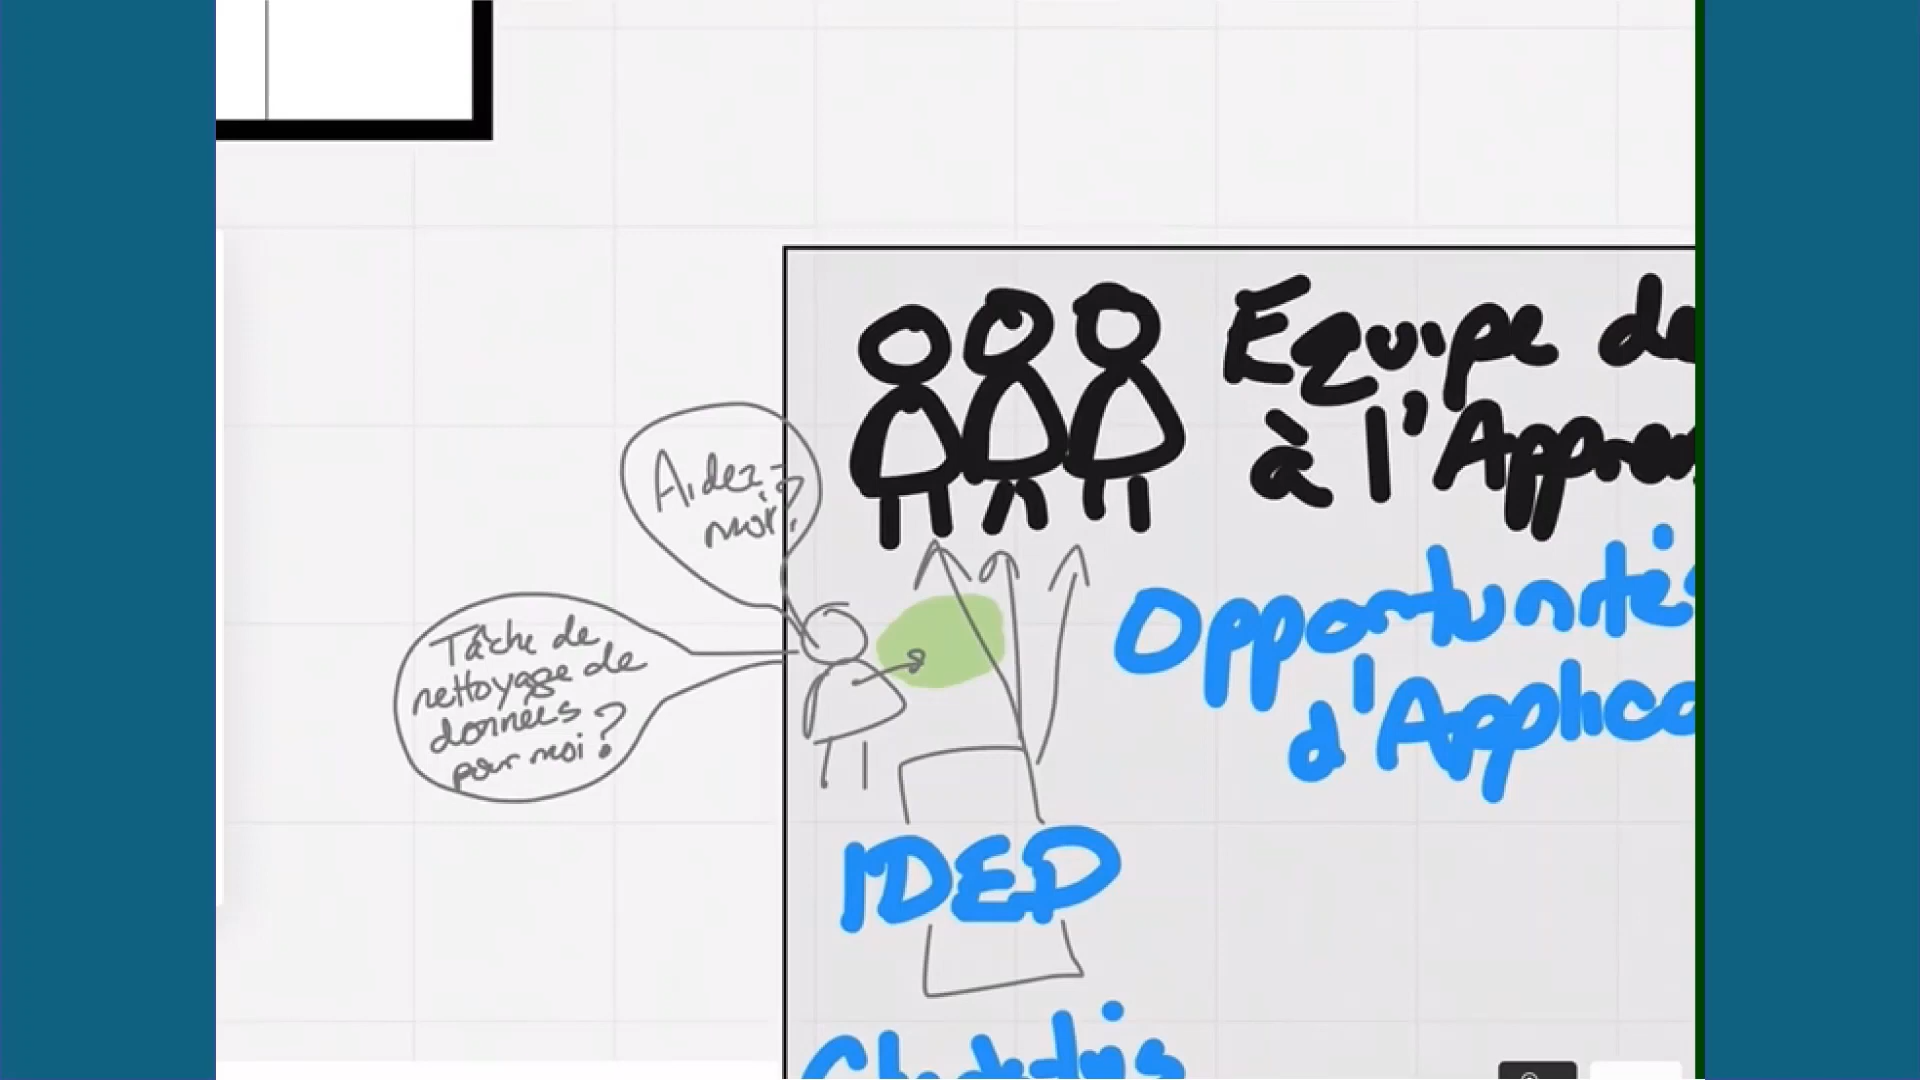 Equipe de
à l'Appren
Aidez-
moi?
Opportunités
d'Applica
Tâche de
nettoyage de
données
pour moi?
IDEP